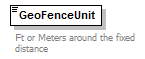 GeoFenceUnit
Ft or Meters around the fixed
distance